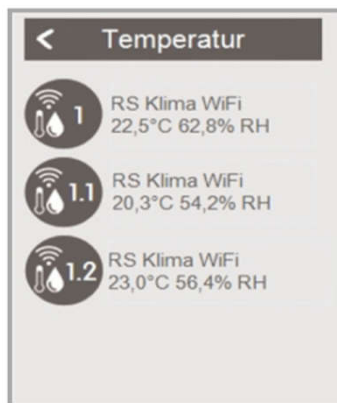 < Temperatur
1 RS Klima WiFi
22,5°C 62,8% RH
1.1 RS Klima WiFi
20,3°C 54,2% RH
1.2 RS Klima WiFi
23,0°C 56,4% RH